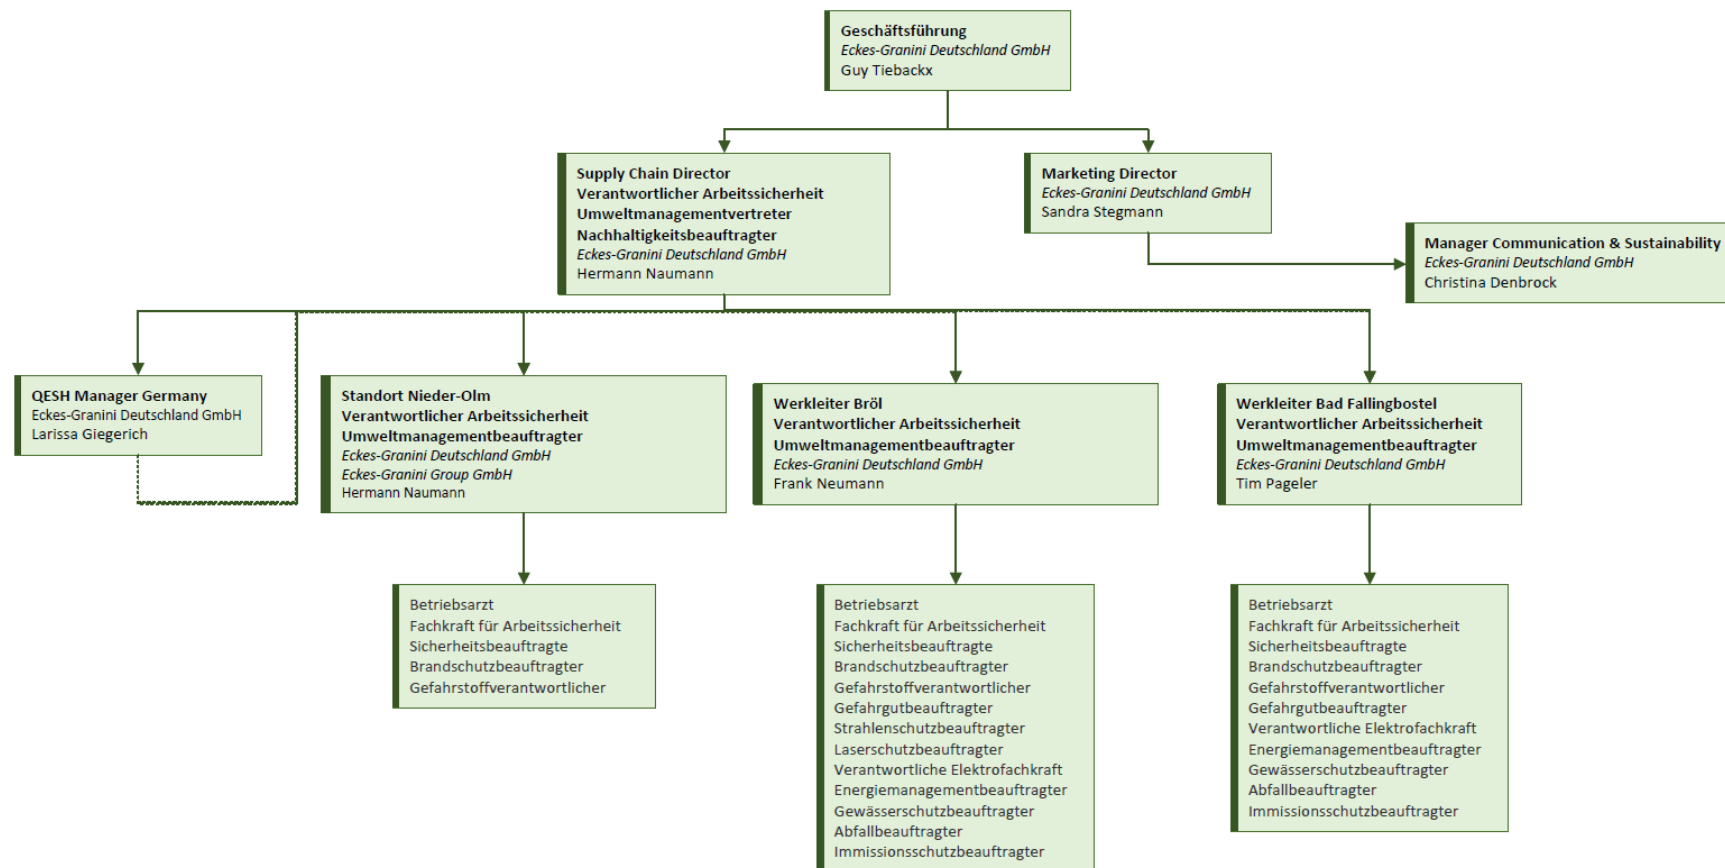 Geschäftsführung
Eckes-Granini Deutschland GmbH
Guy Tiebackx
Supply Chain Director
Verantwortlicher Arbeitssicherheit
Umweltmanagementvertreter
Nachhaltigkeitsbeauftragter
Eckes-Granini Deutschland GmbH
Hermann Naumann
Marketing Director
Eckes-Granini Deutschland GmbH
Sandra Stegmann
Manager Communication & Sustainability
Eckes-Granini Deutschland GmbH
Christina Denbrock
QESH Manager Germany
Eckes-Granini Deutschland GmbH
Larissa Giegerich
Standort Nieder-Olm
Verantwortlicher Arbeitssicherheit
Umweltmanagementbeauftragter
Eckes-Granini Deutschland GmbH
Eckes-Granini Group GmbH
Hermann Naumann
Werkleiter Bröl
Verantwortlicher Arbeitssicherheit
Umweltmanagementbeauftragter
Eckes-Granini Deutschland GmbH
Frank Neumann
Werkleiter Bad Fallingbostel
Verantwortlicher Arbeitssicherheit
Umweltmanagementbeauftragter
Eckes-Granini Deutschland GmbH
Tim Pageler
Betriebsarzt
Fachkraft für Arbeitssicherheit
Sicherheitsbeauftragte
Brandschutzbeauftragter
Gefahrstoffverantwortlicher
Betriebsarzt
Fachkraft für Arbeitssicherheit
Sicherheitsbeauftragte
Brandschutzbeauftragter
Gefahrstoffverantwortlicher
Gefahrgutbeauftragter
Strahlenschutzbeauftragter
Laserschutzbeauftragter
Verantwortliche Elektrofachkraft
Energiemanagementbeauftragter
Gewässerschutzbeauftragter
Abfallbeauftragter
Immissionsschutzbeauftragter
Betriebsarzt
Fachkraft für Arbeitssicherheit
Sicherheitsbeauftragte
Brandschutzbeauftragter
Gefahrstoffverantwortlicher
Gefahrgutbeauftragter
Verantwortliche Elektrofachkraft
Energiemanagementbeauftragter
Gewässerschutzbeauftragter
Abfallbeauftragter
Immissionsschutzbeauftragter